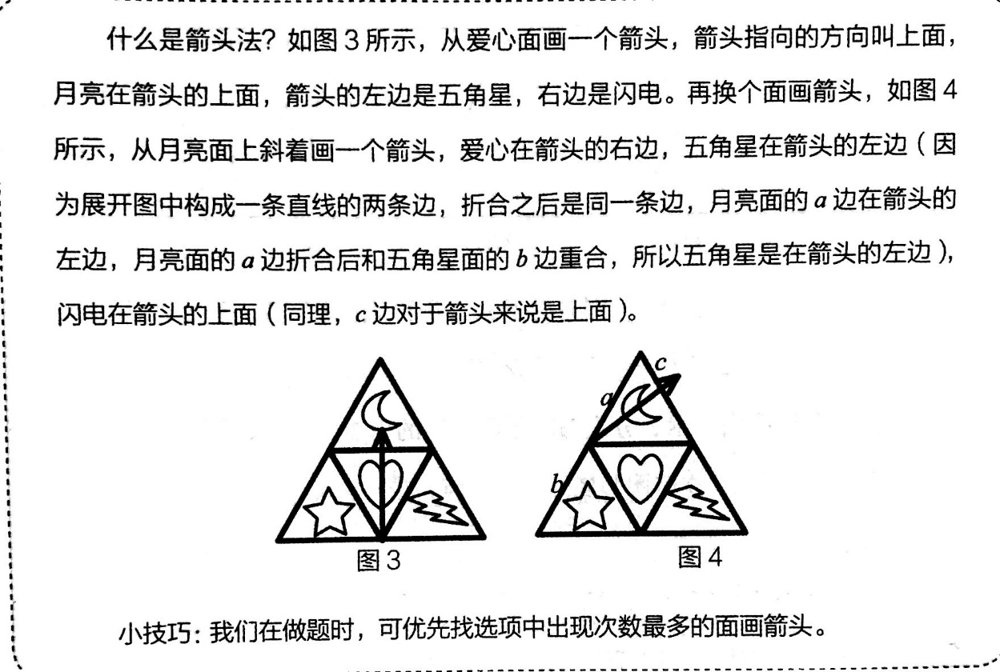 什么是箭头法？如图3所示，从爱心面画一个箭头，箭头指向的方向叫上面，
月亮在箭头的上面，箭头的左边是五角星，右边是闪电。再换个面画箭头，如图4
所示，从月亮面上斜着画一个箭头，爱心在箭头的右边，五角星在箭头的左边（因
为展开图中构成一条直线的两条边，折合之后是同一条边，月亮面的a边在箭头的
左边，月亮面的a边折合后和五角星面的b边重合，所以五角星是在箭头的左边），
闪电在箭头的上面（同理，c边对于箭头来说是上面）。
c
a
b
图3
图4
小技巧：我们在做题时，可优先找选项中出现次数最多的面画箭头。